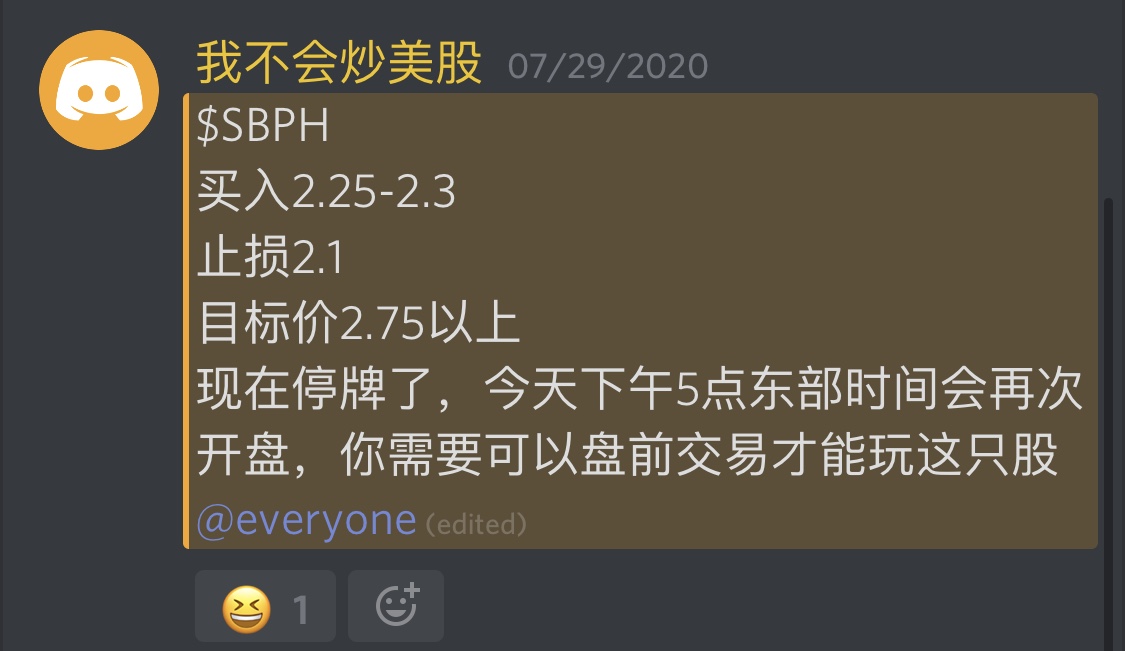 我不会炒美股 07/29/2020
$SBPH
买入2.25-2.3
止损2.1
目标价2.75以上
现在停牌了，今天下午5点东部时间会再次
开盘，你需要可以盘前交易才能玩这只股
@everyone (edited)
1